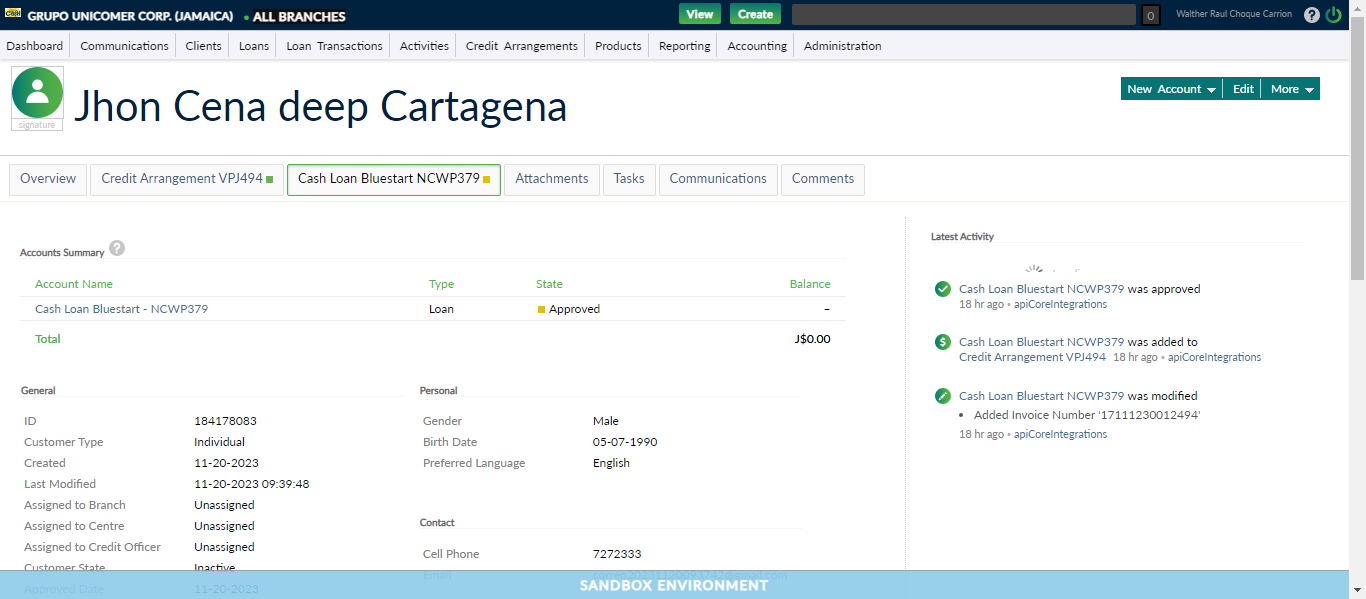 GRUPO UNICOMER CORP. (JAMAICA) • ALL BRANCHES View Create 0 Walther Raul Choque Carrion ?
Dashboard Communications Clients Loans Loan Transactions Activities Credit Arrangements Products Reporting Accounting Administration
signature
Jhon Cena deep Cartagena
New Account Edit More
Overview Credit Arrangement VPJ494 Cash Loan Bluestart NCWP379 Attachments Tasks Communications Comments
Accounts Summary ?
Account Name Type State Balance
Cash Loan Bluestart - NCWP379 Loan Approved –
Total J$0.00
General
ID 184178083
Customer Type Individual
Created 11-20-2023
Last Modified 11-20-2023 09:39:48
Assigned to Branch Unassigned
Assigned to Centre Unassigned
Assigned to Credit Officer Unassigned
Customer State Inactive
Approved Date 11-20-2023
Personal
Gender Male
Birth Date 05-07-1990
Preferred Language English
Contact
Cell Phone 7272333
Email
Latest Activity
Cash Loan Bluestart NCWP379 was approved
18 hr ago • apiCoreIntegrations
Cash Loan Bluestart NCWP379 was added to
Credit Arrangement VPJ494 18 hr ago • apiCoreIntegrations
Cash Loan Bluestart NCWP379 was modified
• Added Invoice Number '17111230012494'
18 hr ago • apiCoreIntegrations
SANDBOX ENVIRONMENT